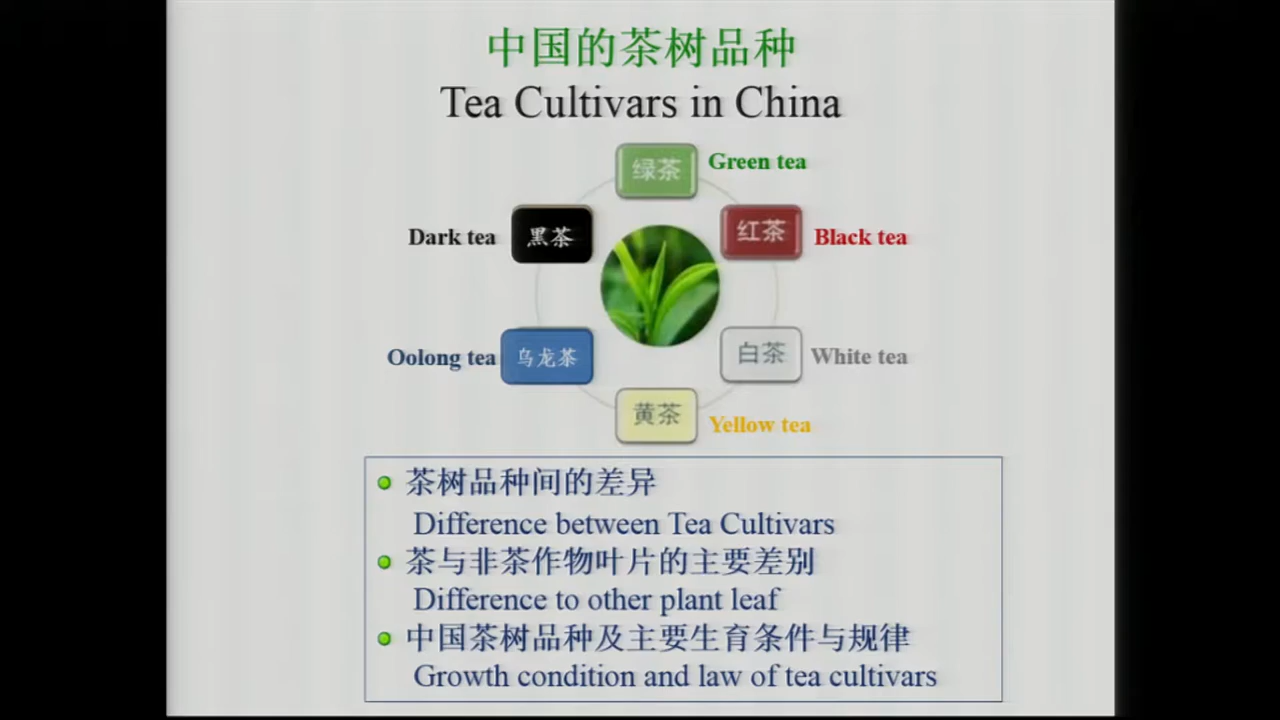 中国的茶树品种
Tea Cultivars in China
绿茶 Green tea
Dark tea 黑茶 红茶 Black tea
Oolong tea 乌龙茶 白茶 White tea
黄茶 Yellow tea
茶树品种间的差异
Difference between Tea Cultivars
茶与非茶作物叶片的主要差别
Difference to other plant leaf
中国茶树品种及主要生育条件与规律
Growth condition and law of tea cultivars